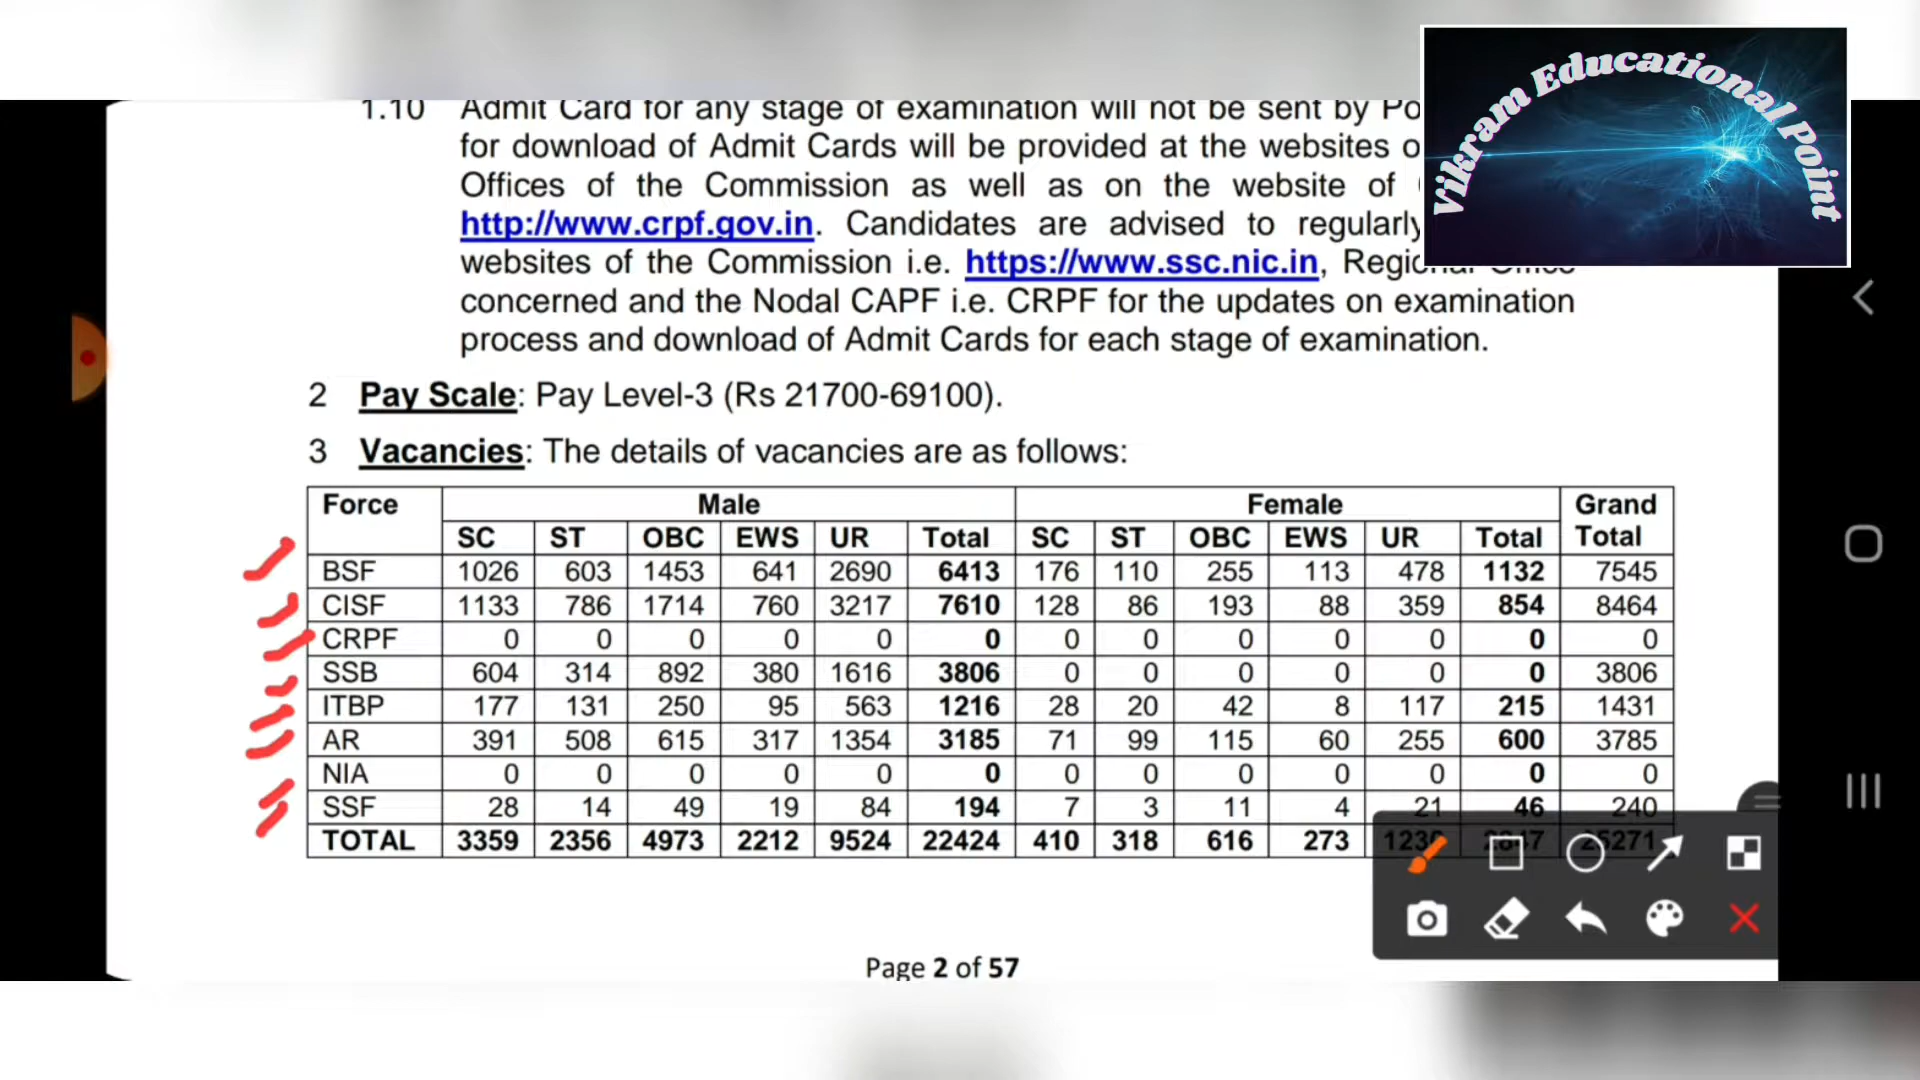 Vikram Educational Point
1.10 Admit Card for any stage of examination will not be sent by
for download of Admit Cards will be provided at the websites
Offices of the Commission as well as on the website of
http://www.crpf.gov.in. Candidates are advised to regularly
websites of the Commission i.e. https://www.ssc.nic.in,
concerned and the Nodal CAPF i.e. CRPF for the updates on examination
process and download of Admit Cards for each stage of examination.
2 Pay Scale: Pay Level-3 (Rs 21700-69100).
3 Vacancies: The details of vacancies are as follows:
Force Male Female Grand Total
SC ST OBC EWS UR Total SC ST OBC EWS UR Total
BSF 1026 603 1453 641 2690 6413 176 110 255 113 478 1132 7545
CISF 1133 786 1714 760 3217 7610 128 86 193 88 359 854 8464
CRPF 0 0 0 0 0 0 0 0 0 0 0 0 0
SSB 604 314 892 380 1616 3806 0 0 0 0 0 0 3806
ITBP 177 131 250 95 563 1216 28 20 42 8 117 215 1431
AR 391 508 615 317 1354 3185 71 99 115 60 255 600 3785
NIA 0 0 0 0 0 0 0 0 0 0 0 0 0
SSF 28 14 49 19 84 194 7 3 11 4 21 46 240
TOTAL 3359 2356 4973 2212 9524 22424 410 318 616 273
Page 2 of 57